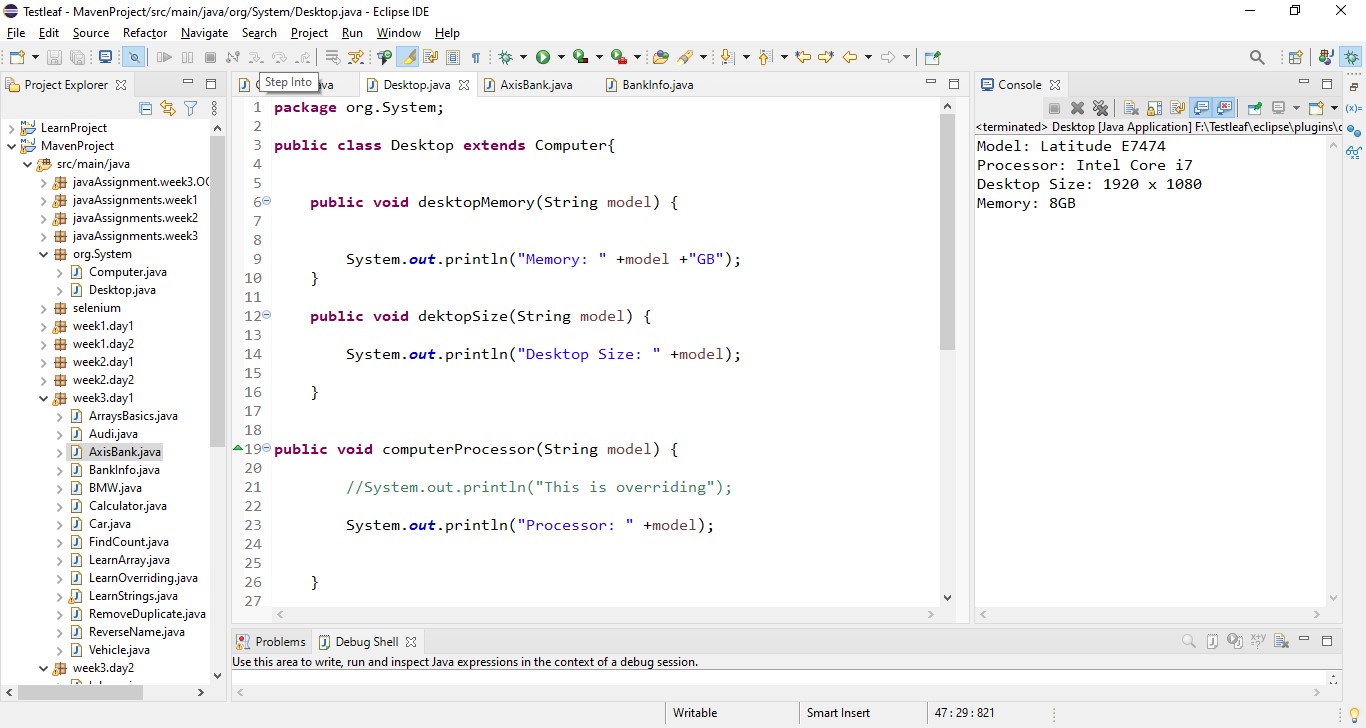 Testleaf - MavenProject/src/main/java/org/System/Desktop.java - Eclipse IDE
File Edit Source Refactor Navigate Search Project Run Window Help
Step Into
Project Explorer
LearnProject
MavenProject
src/main/java
javaAssignment.week3.OC
javaAssignments.week1
javaAssignments.week2
javaAssignments.week3
org.System
Computer.java
Desktop.java
selenium
week1.day1
week1.day2
week2.day1
week2.day2
week3.day1
ArraysBasics.java
Audi.java
AxisBank.java
BankInfo.java
BMW.java
Calculator.java
Car.java
FindCount.java
LearnArray.java
LearnOverriding.java
LearnStrings.java
RemoveDuplicate.java
ReverseName.java
Vehicle.java
week3.day2
Desktop.java AxisBank.java BankInfo.java
1 package org.System;
2
3 public class Desktop extends Computer{
4
5
6 public void desktopMemory(String model) {
7
8
9 System.out.println("Memory: " +model +"GB");
10 }
11
12 public void dektopSize(String model) {
13
14 System.out.println("Desktop Size: " +model);
15
16 }
17
18
19 public void computerProcessor(String model) {
20
21 //System.out.println("This is overriding");
22
23 System.out.println("Processor: " +model);
24
25
26 }
27
Console
<terminated> Desktop [Java Application] F:\Testleaf\eclipse\plugins\
Model: Latitude E7474
Processor: Intel Core i7
Desktop Size: 1920 x 1080
Memory: 8GB
Problems Debug Shell
Use this area to write, run and inspect Java expressions in the context of a debug session.
Writable Smart Insert 47 : 29 : 821